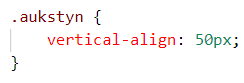 .aukstyn {
    vertical-align: 50px;
}